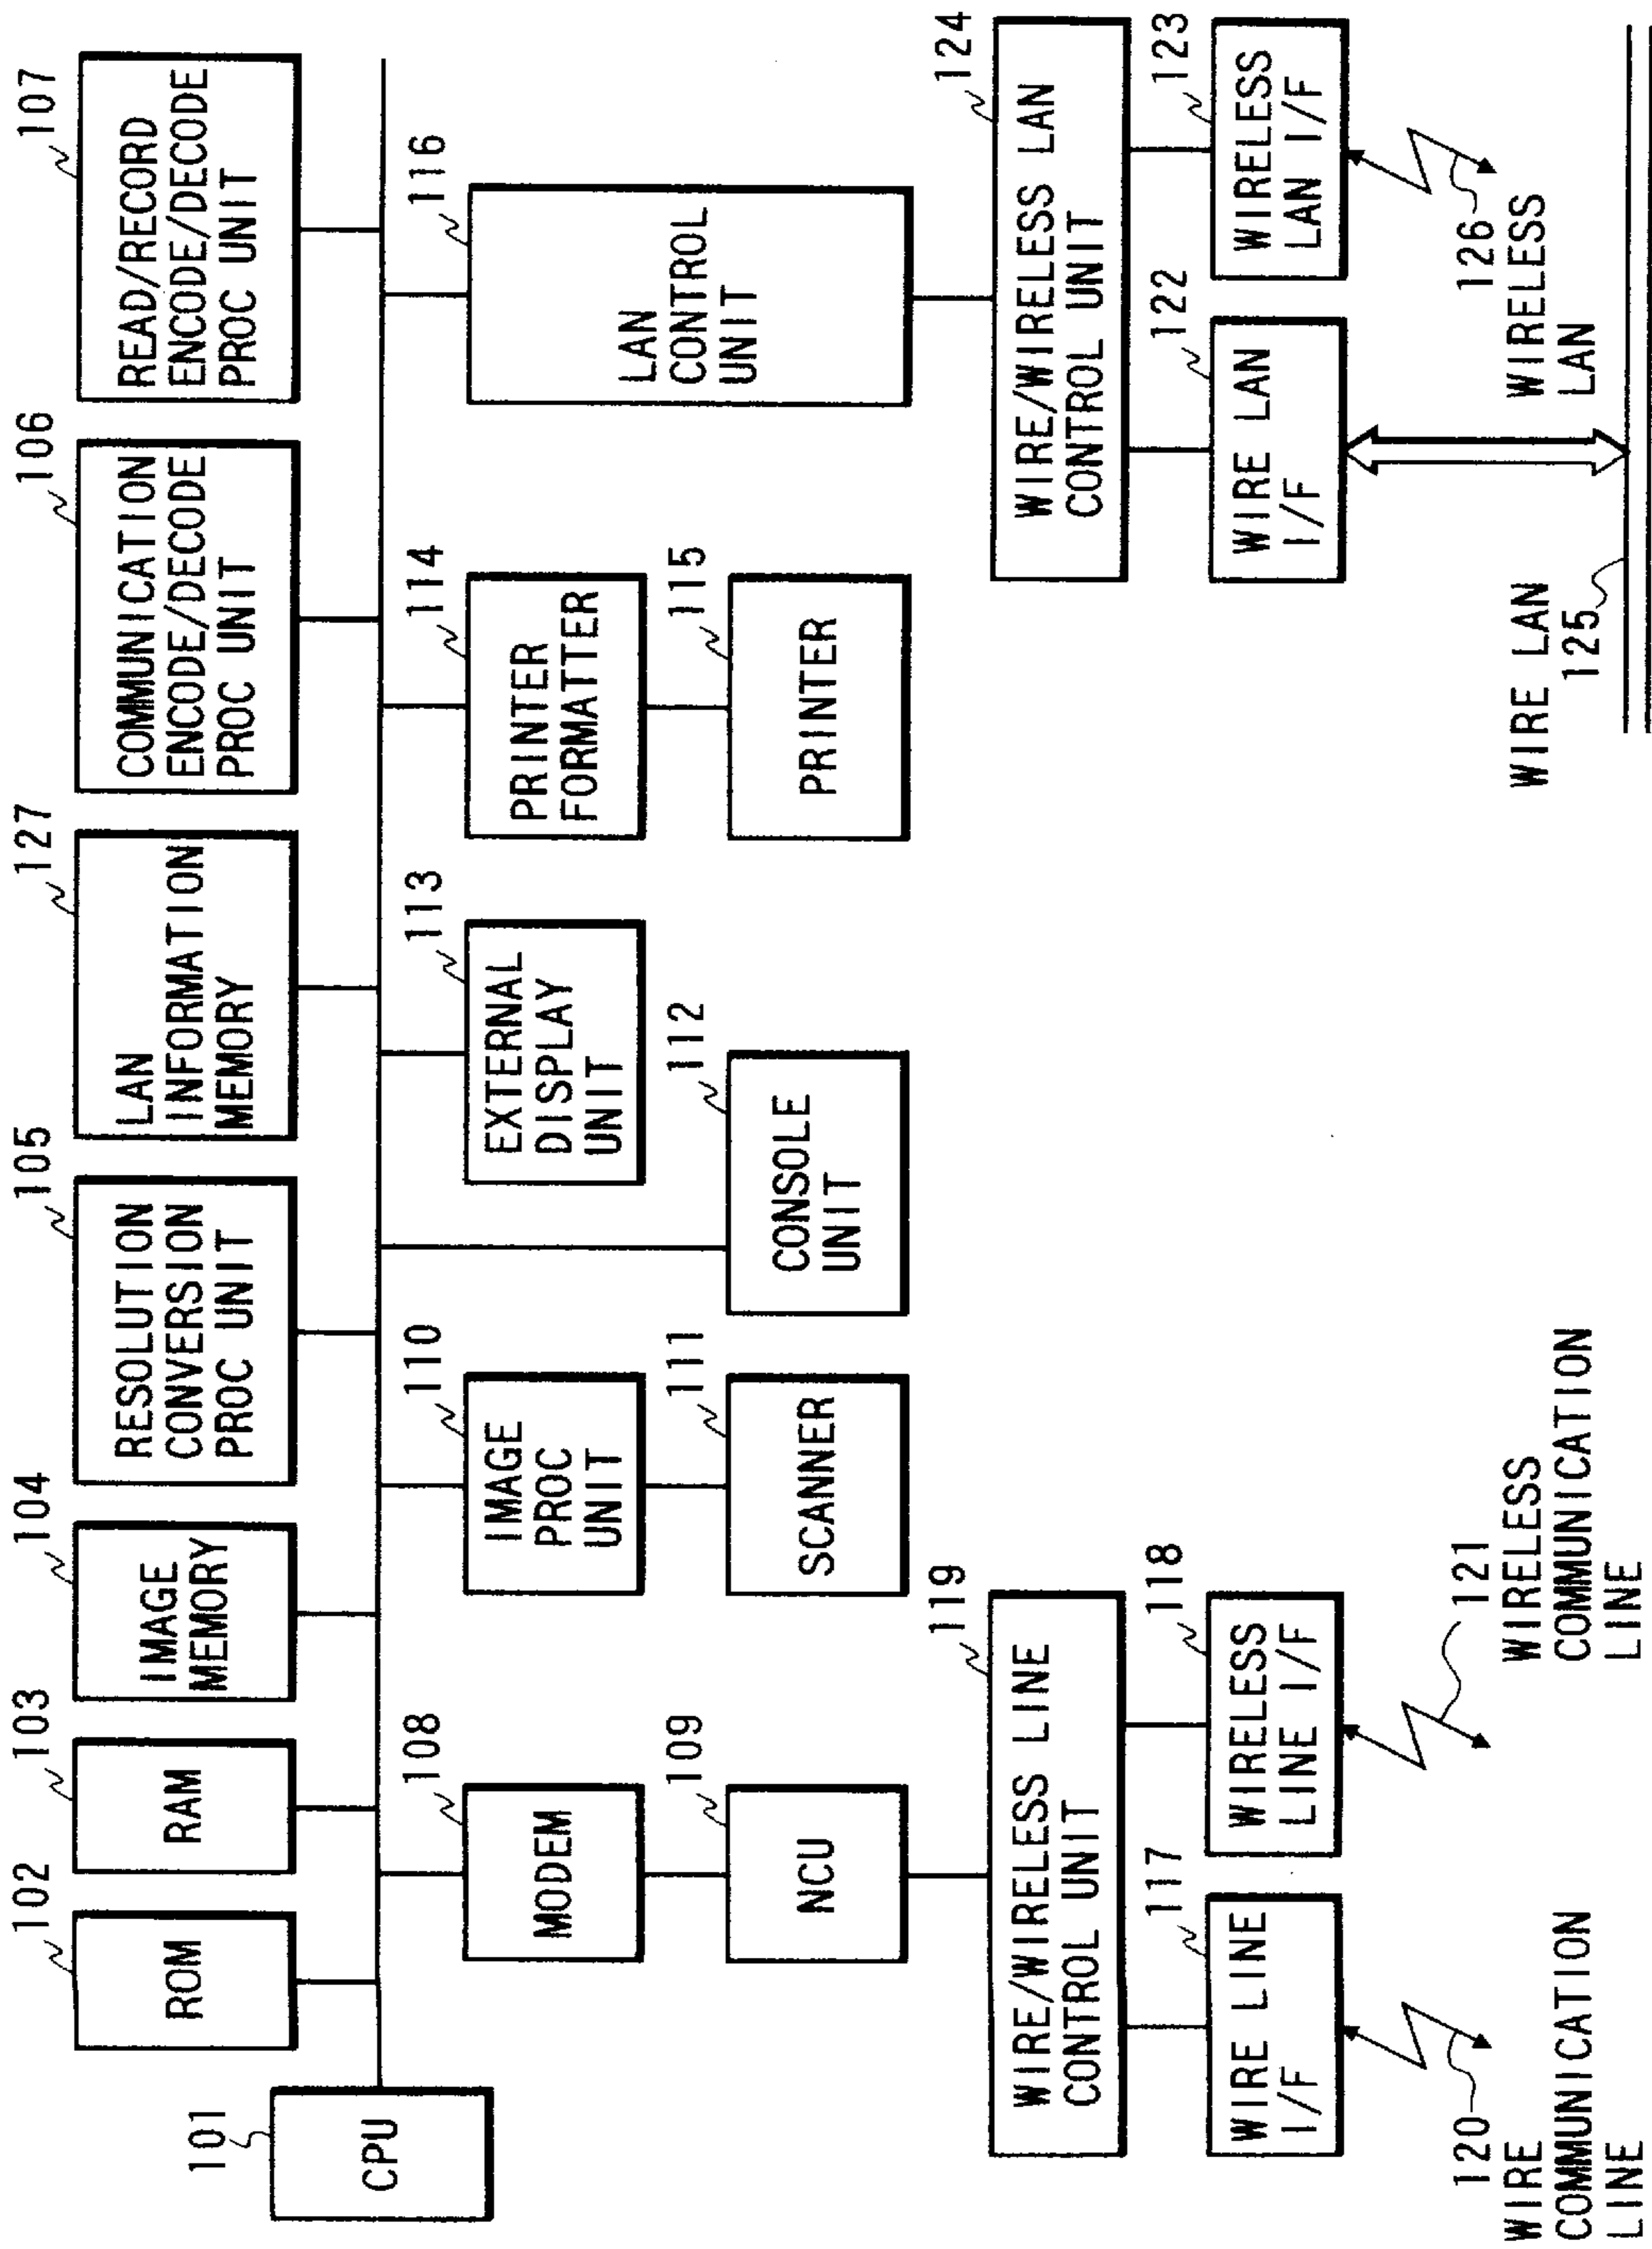 101
CPU
102
ROM
103
RAM
104
IMAGE
MEMORY
105
RESOLUTION
CONVERSION
PROC UNIT
127
LAN
INFORMATION
MEMORY
106
COMMUNICATION
ENCODE/DECODE
PROC UNIT
107
READ/RECORD
ENCODE/DECODE
PROC UNIT
108
MODEM
109
NCU
110
IMAGE
PROC
UNIT
111
SCANNER
112
CONSOLE
UNIT
113
EXTERNAL
DISPLAY
UNIT
114
PRINTER
FORMATTER
115
PRINTER
116
LAN
CONTROL
UNIT
119
WIRE/WIRELESS LINE
CONTROL UNIT
117
WIRE LINE
I/F
118
WIRELESS
LINE I/F
120
WIRE
COMMUNICATION
LINE
121
WIRELESS
COMMUNICATION
LINE
124
WIRE/WIRELESS LAN
CONTROL UNIT
122
WIRE LAN
I/F
123
WIRELESS
LAN I/F
WIRE LAN
125
126
WIRELESS
LAN